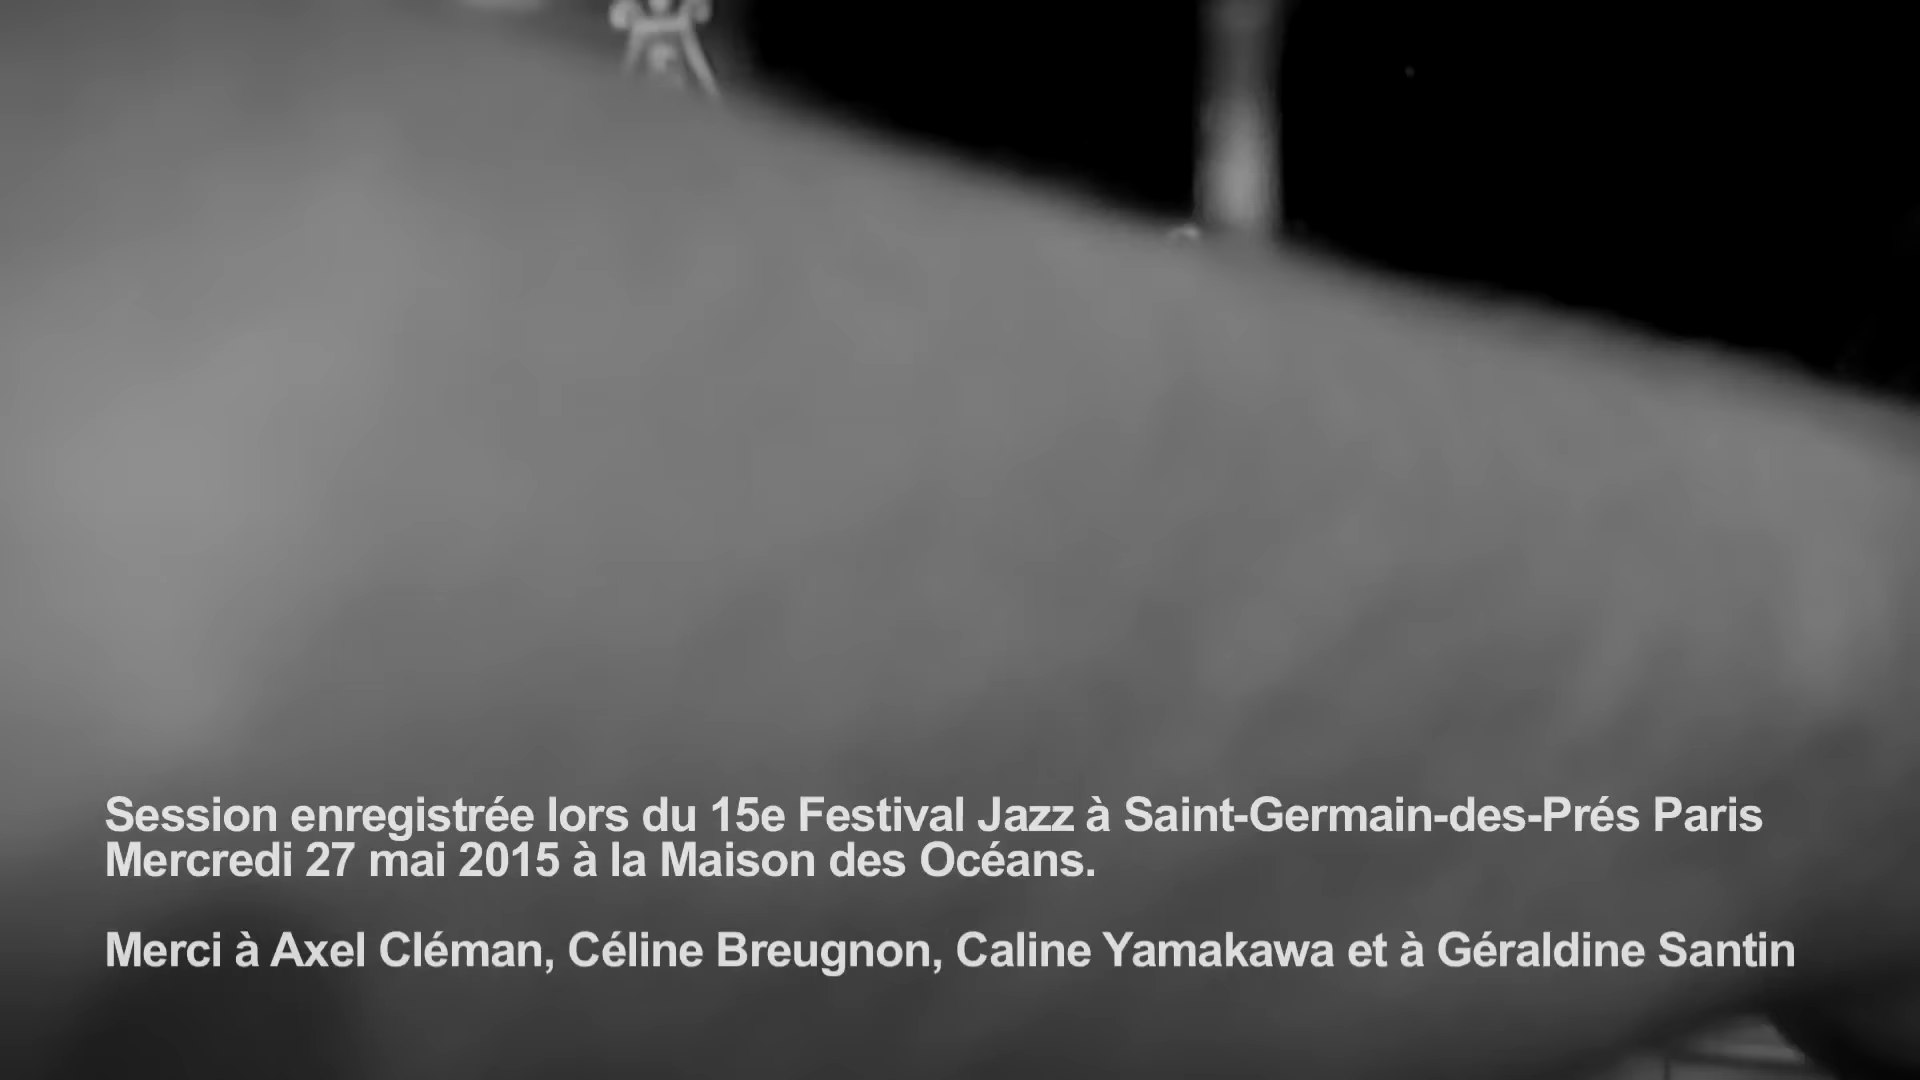 Session enregistrée lors du 15e Festival Jazz à Saint-Germain-des-Prés Paris
Mercredi 27 mai 2015 à la Maison des Océans.
Merci à Axel Cléman, Céline Breugnon, Caline Yamakawa et à Géraldine Santin